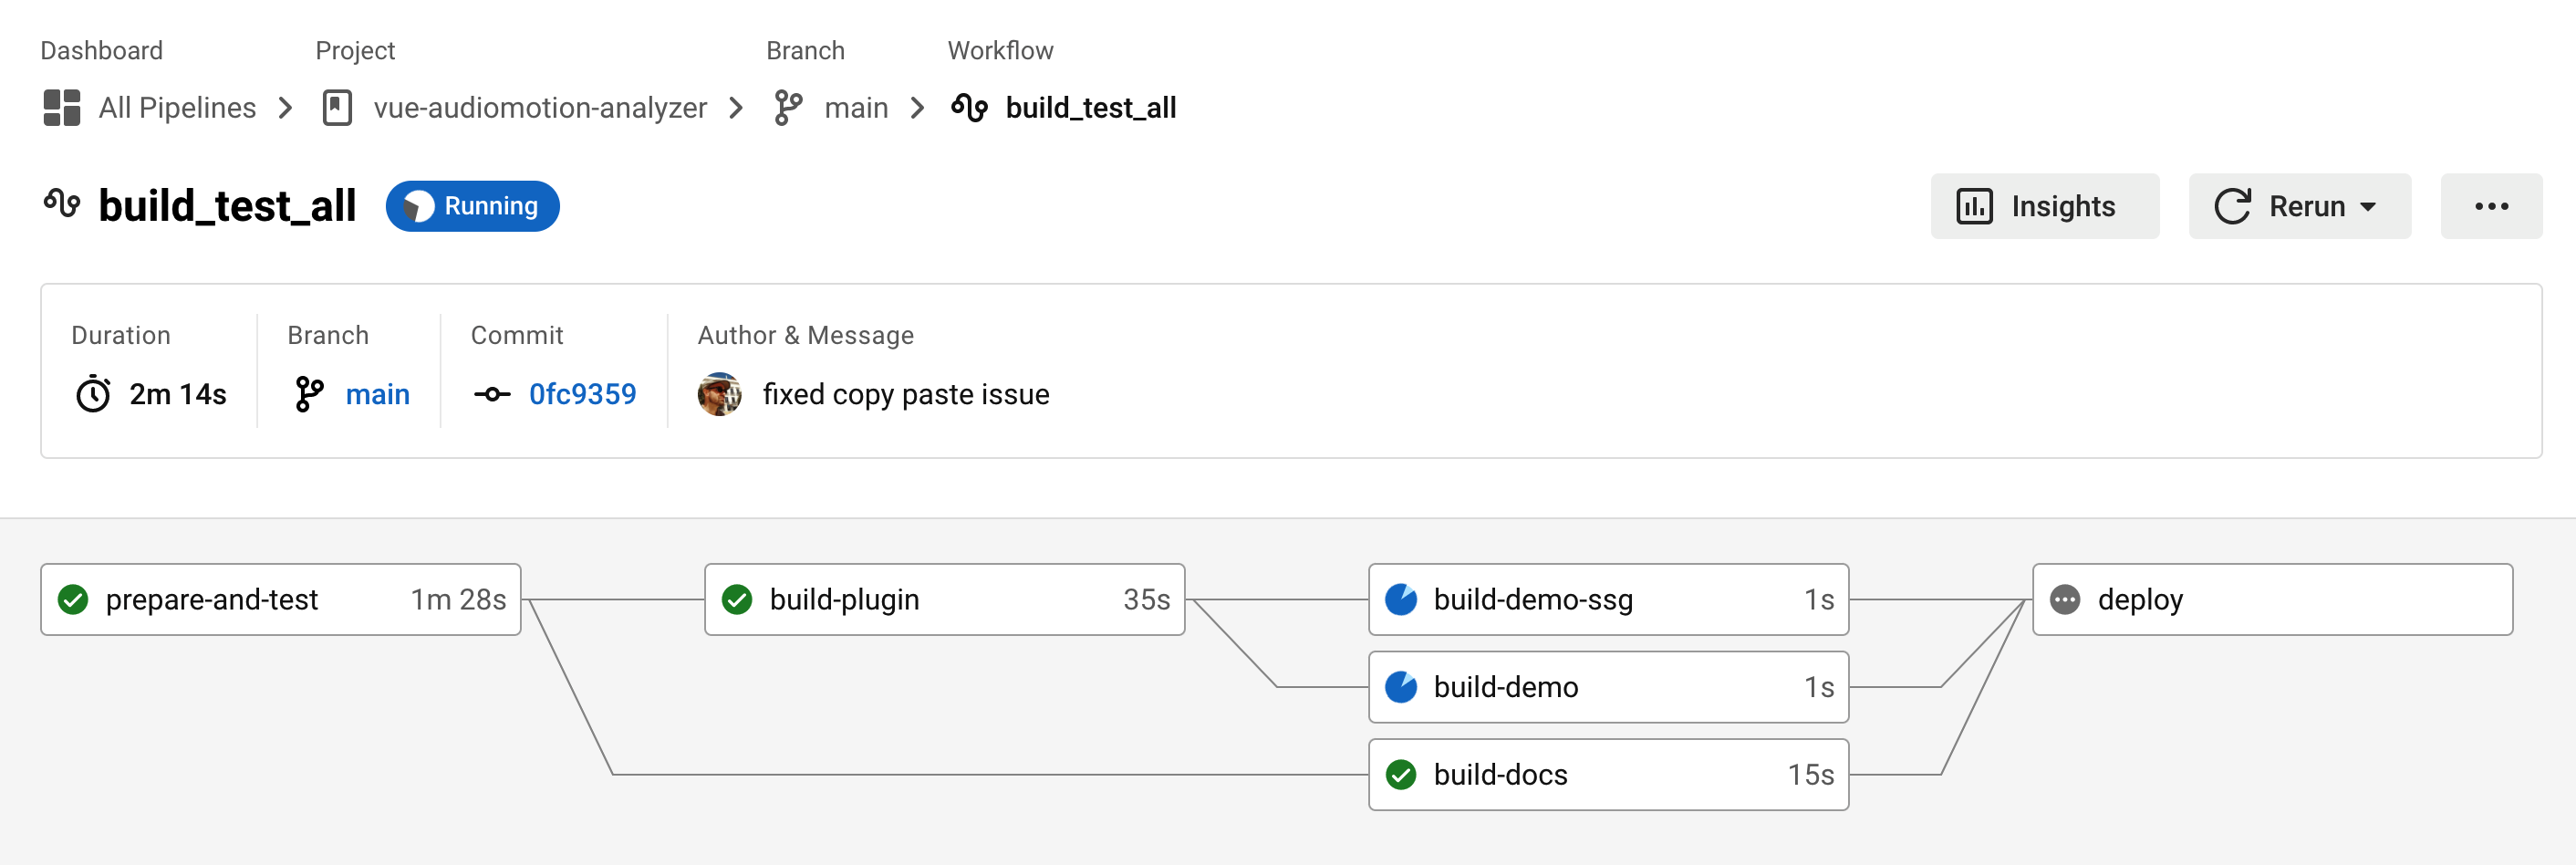 Dashboard Project Branch Workflow
All Pipelines vue-audiomotion-analyzer main build_test_all
build_test_all Running Insights Rerun
Duration Branch Commit Author & Message
2m 14s main 0fc9359 fixed copy paste issue
prepare-and-test 1m 28s build-plugin 35s build-demo-ssg 1s deploy
build-demo 1s
build-docs 15s